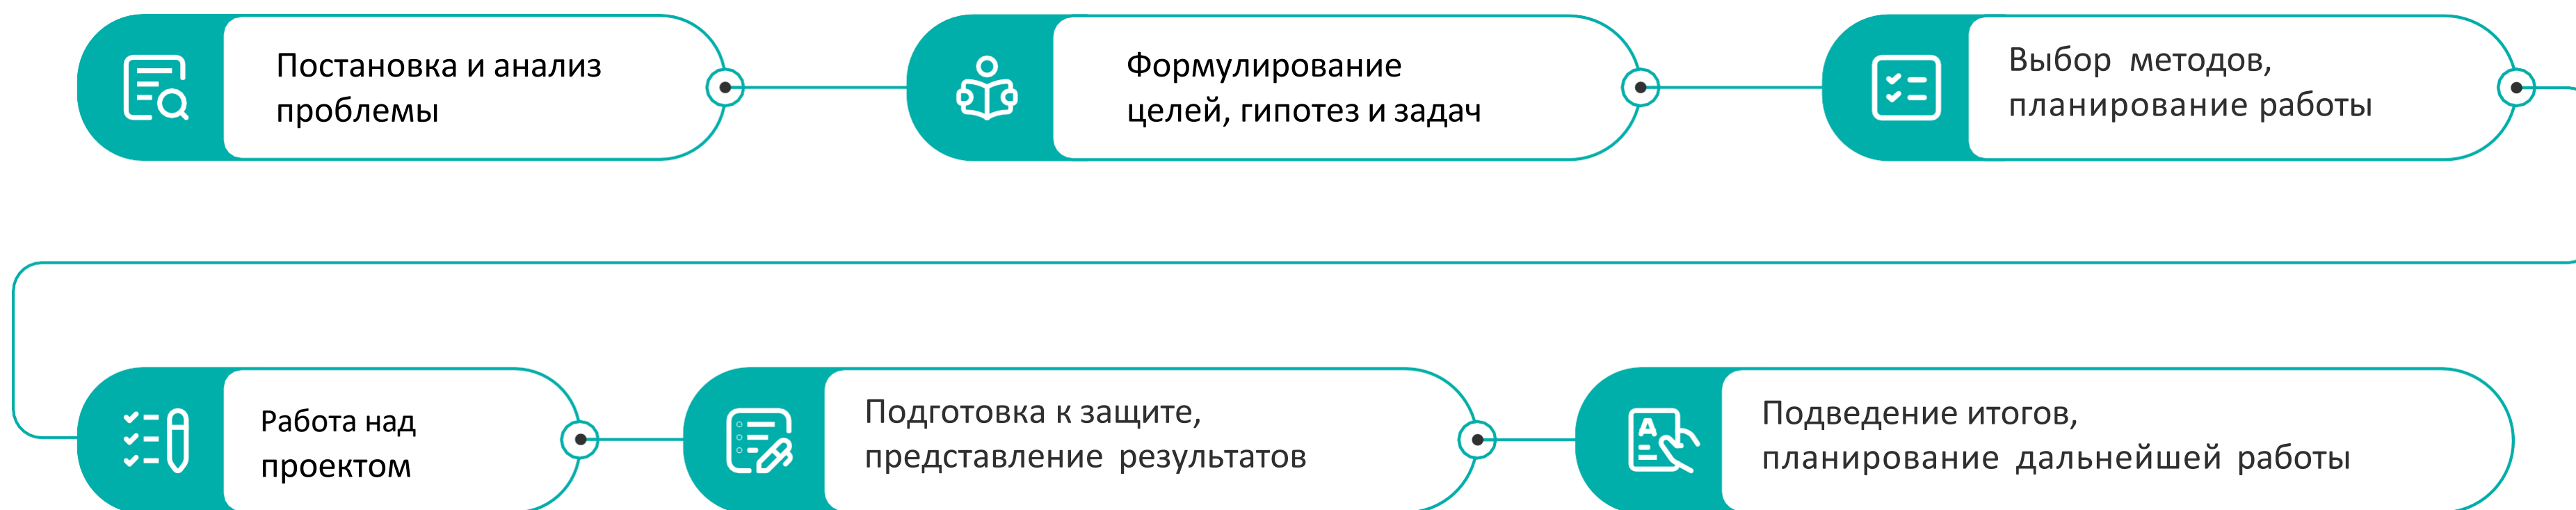 Постановка и анализ
проблемы
Формулирование
целей, гипотез и задач
Выбор методов,
планирование работы
Работа над
проектом
Подготовка к защите,
представление результатов
Подведение итогов,
планирование дальнейшей работы